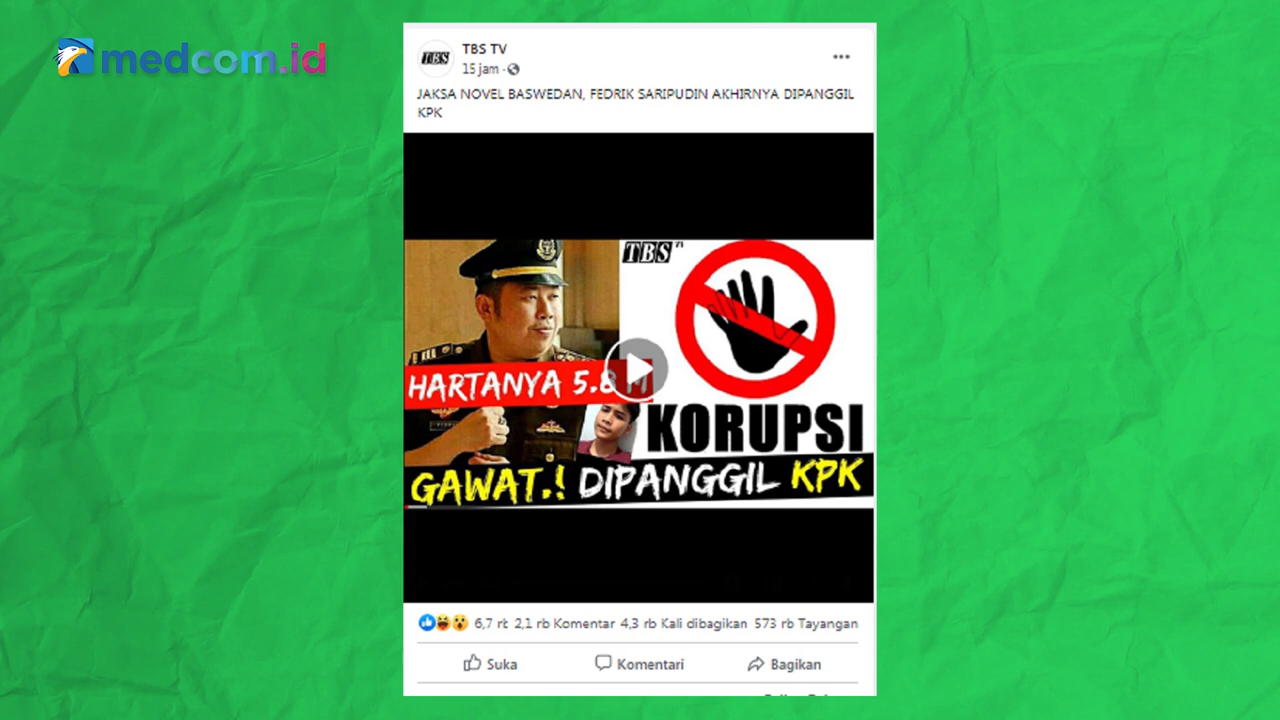 medcom.id
TBS
TBS TV
15 jam
JAKSA NOVEL BASWEDAN, FEDRIK SARIPUDIN AKHIRNYA DIPANGGIL
KPK
TBS
HARTANYA 5.8 M
KORUPSI
GAWAT.! DIPANGGIL KPK
6,7 rb 2,1 rb Komentar 4,3 rb Kali dibagikan 573 rb Tayangan
Suka Komentari Bagikan